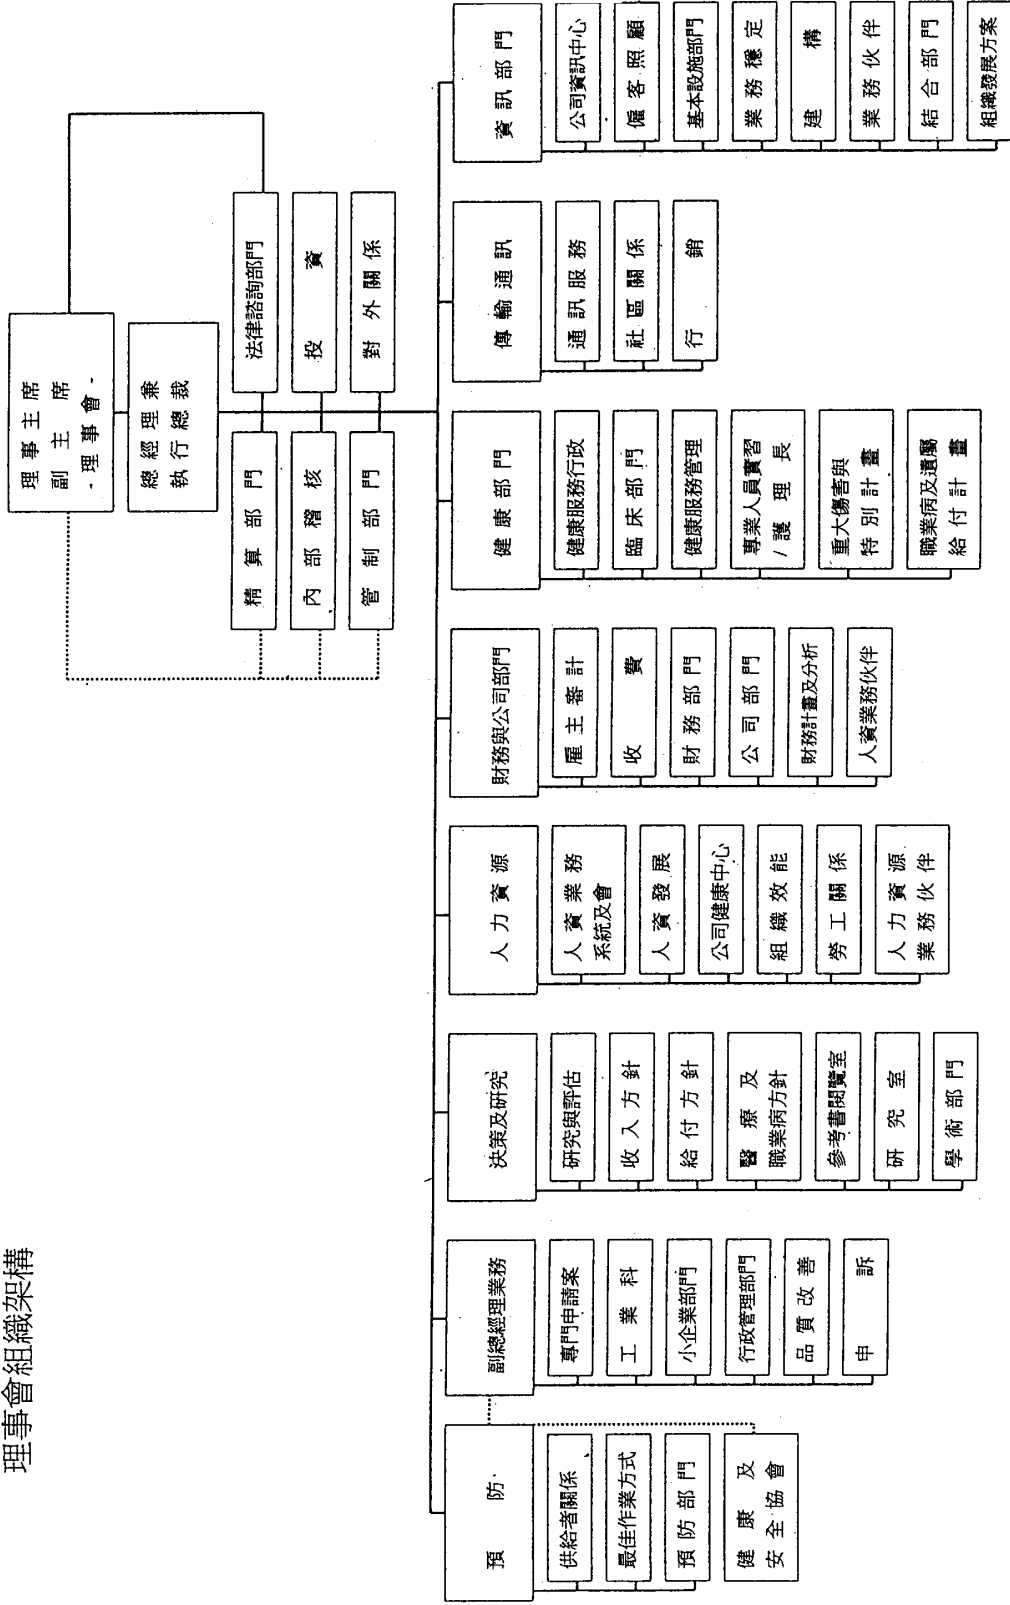 理事會組織架構
理事主席
副主席
-理事會-
總經理兼
執行總裁
精算部門
法律諮詢部門
內部稽核
投資
管制部門
對外關係
預防
供給者關係
最佳作業方式
預防部門
健康及
安全協會
副總經理業務
專門申請案
工業科
小企業部門
行政管理部門
品質改善
申訴
決策及研究
研究與評估
收入方針
給付方針
醫療及
職業病方針
參考書閱覽室
研究室
學術部門
人力資源
人資業務
系統及會
人資發展
公司健康中心
組織效能
勞工關係
人力資源
業務伙伴
財務與公司部門
雇主審計
收費
財務部門
公司部門
財務計畫及分析
人資業務伙伴
健康部門
健康服務行政
臨床部門
健康服務管理
專業人員實習
/護理長
重大傷害與
特別計畫
職業病及遺屬
給付計畫
傳輸通訊
通訊服務
社區關係
行銷
資訊部門
公司資訊中心
僱客照顧
基本設施部門
業務穩定
建構
業務伙伴
結合部門
組織發展方案